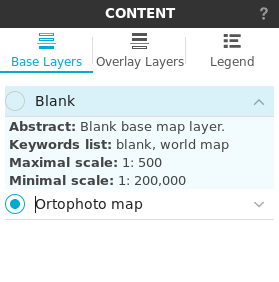 CONTENT ?
Base Layers Overlay Layers Legend
Blank
Abstract: Blank base map layer.
Keywords list: blank, world map
Maximal scale: 1: 500
Minimal scale: 1: 200,000
Ortophoto map